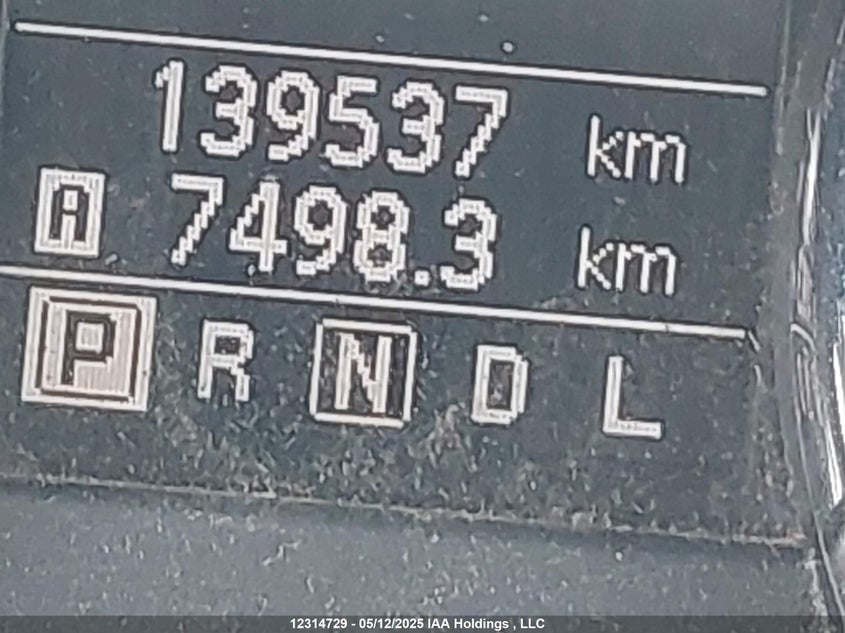 139537 km
A 7498.3 km
P R N D L
12314729 - 05/12/2025 IAA Holdings , LLC